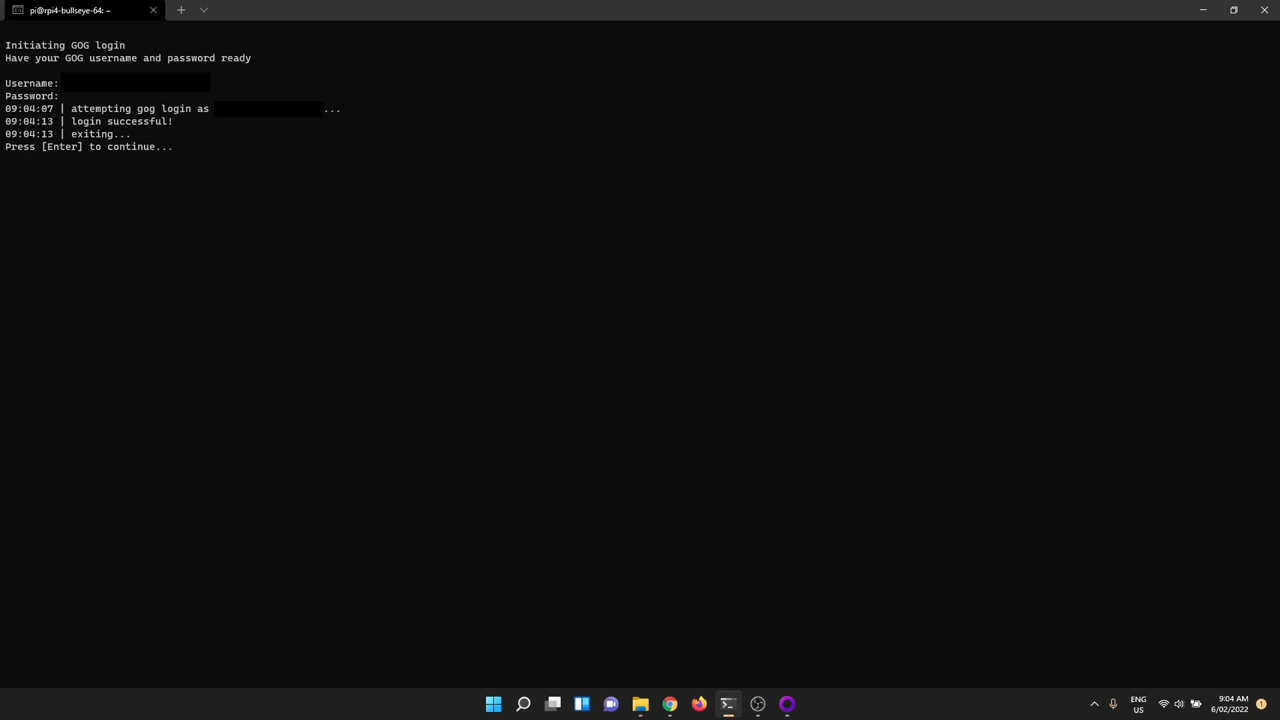 pi@rpi4-bullseye-64: ~
Initiating GOG login
Have your GOG username and password ready
Username:
Password:
09:04:07 | attempting gog login as ...
09:04:13 | login successful!
09:04:13 | exiting...
Press [Enter] to continue...
ENG
US
9:04 AM
6/02/2022
1